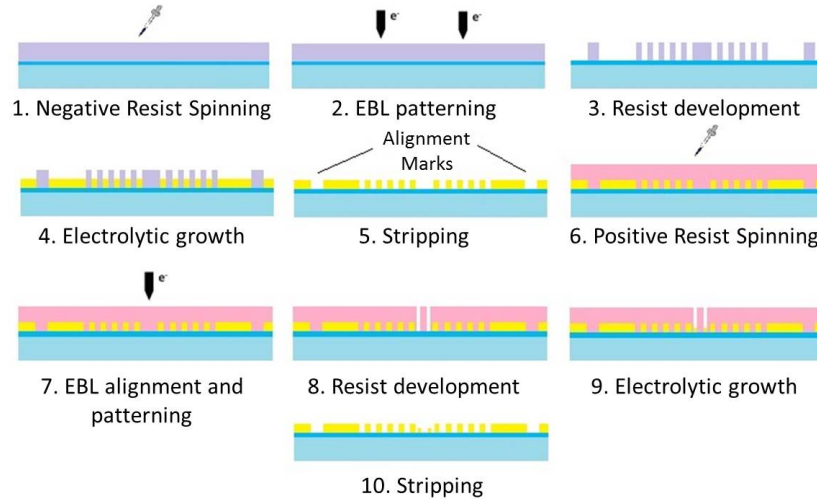 e-
e-
1. Negative Resist Spinning
2. EBL patterning
3. Resist development
Alignment
Marks
4. Electrolytic growth
5. Stripping
6. Positive Resist Spinning
e-
7. EBL alignment and
patterning
8. Resist development
9. Electrolytic growth
10. Stripping